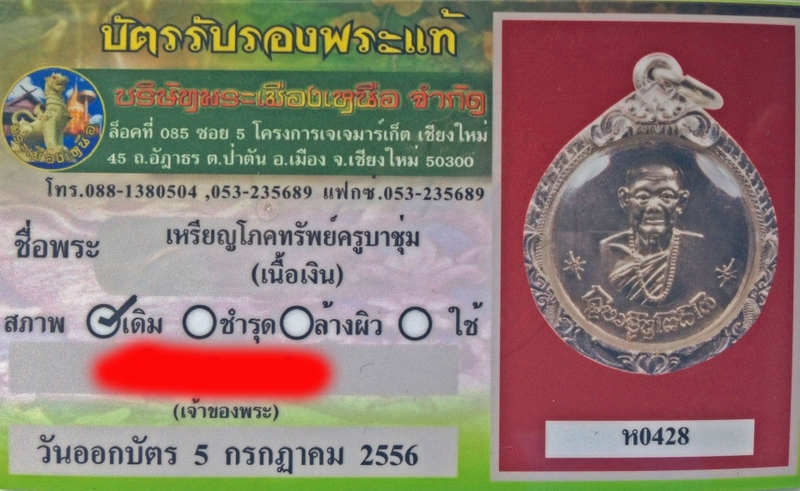 บัตรรับรองพระแท้
บริษัทพระเมืองเหนือ จำกัด
ล็อคที่ 085 ซอย 5 โครงการเจเจมาร์เก็ต เชียงใหม่
45 ถ.อัฎาธร ต.ป่าตัน อ.เมือง จ.เชียงใหม่ 50300
โทร.088-1380504 ,053-235689 แฟกซ.053-235689
ชื่อพระ เหรียญโภคทรัพย์ครูบาชุ่ม
(เนื้อเงิน)
สภาพ เดิม ชำรุด ล้างผิว ใช้
(เจ้าของพระ)
วันออกบัตร 5 กรกฏาคม 2556
ห0428